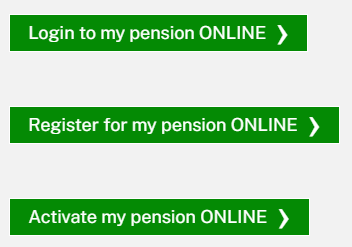 Login to my pension ONLINE ❯
Register for my pension ONLINE ❯
Activate my pension ONLINE ❯